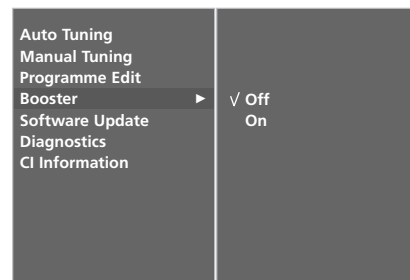 Auto Tuning
Manual Tuning
Programme Edit
Booster ►
√ Off
Software Update
On
Diagnostics
CI Information